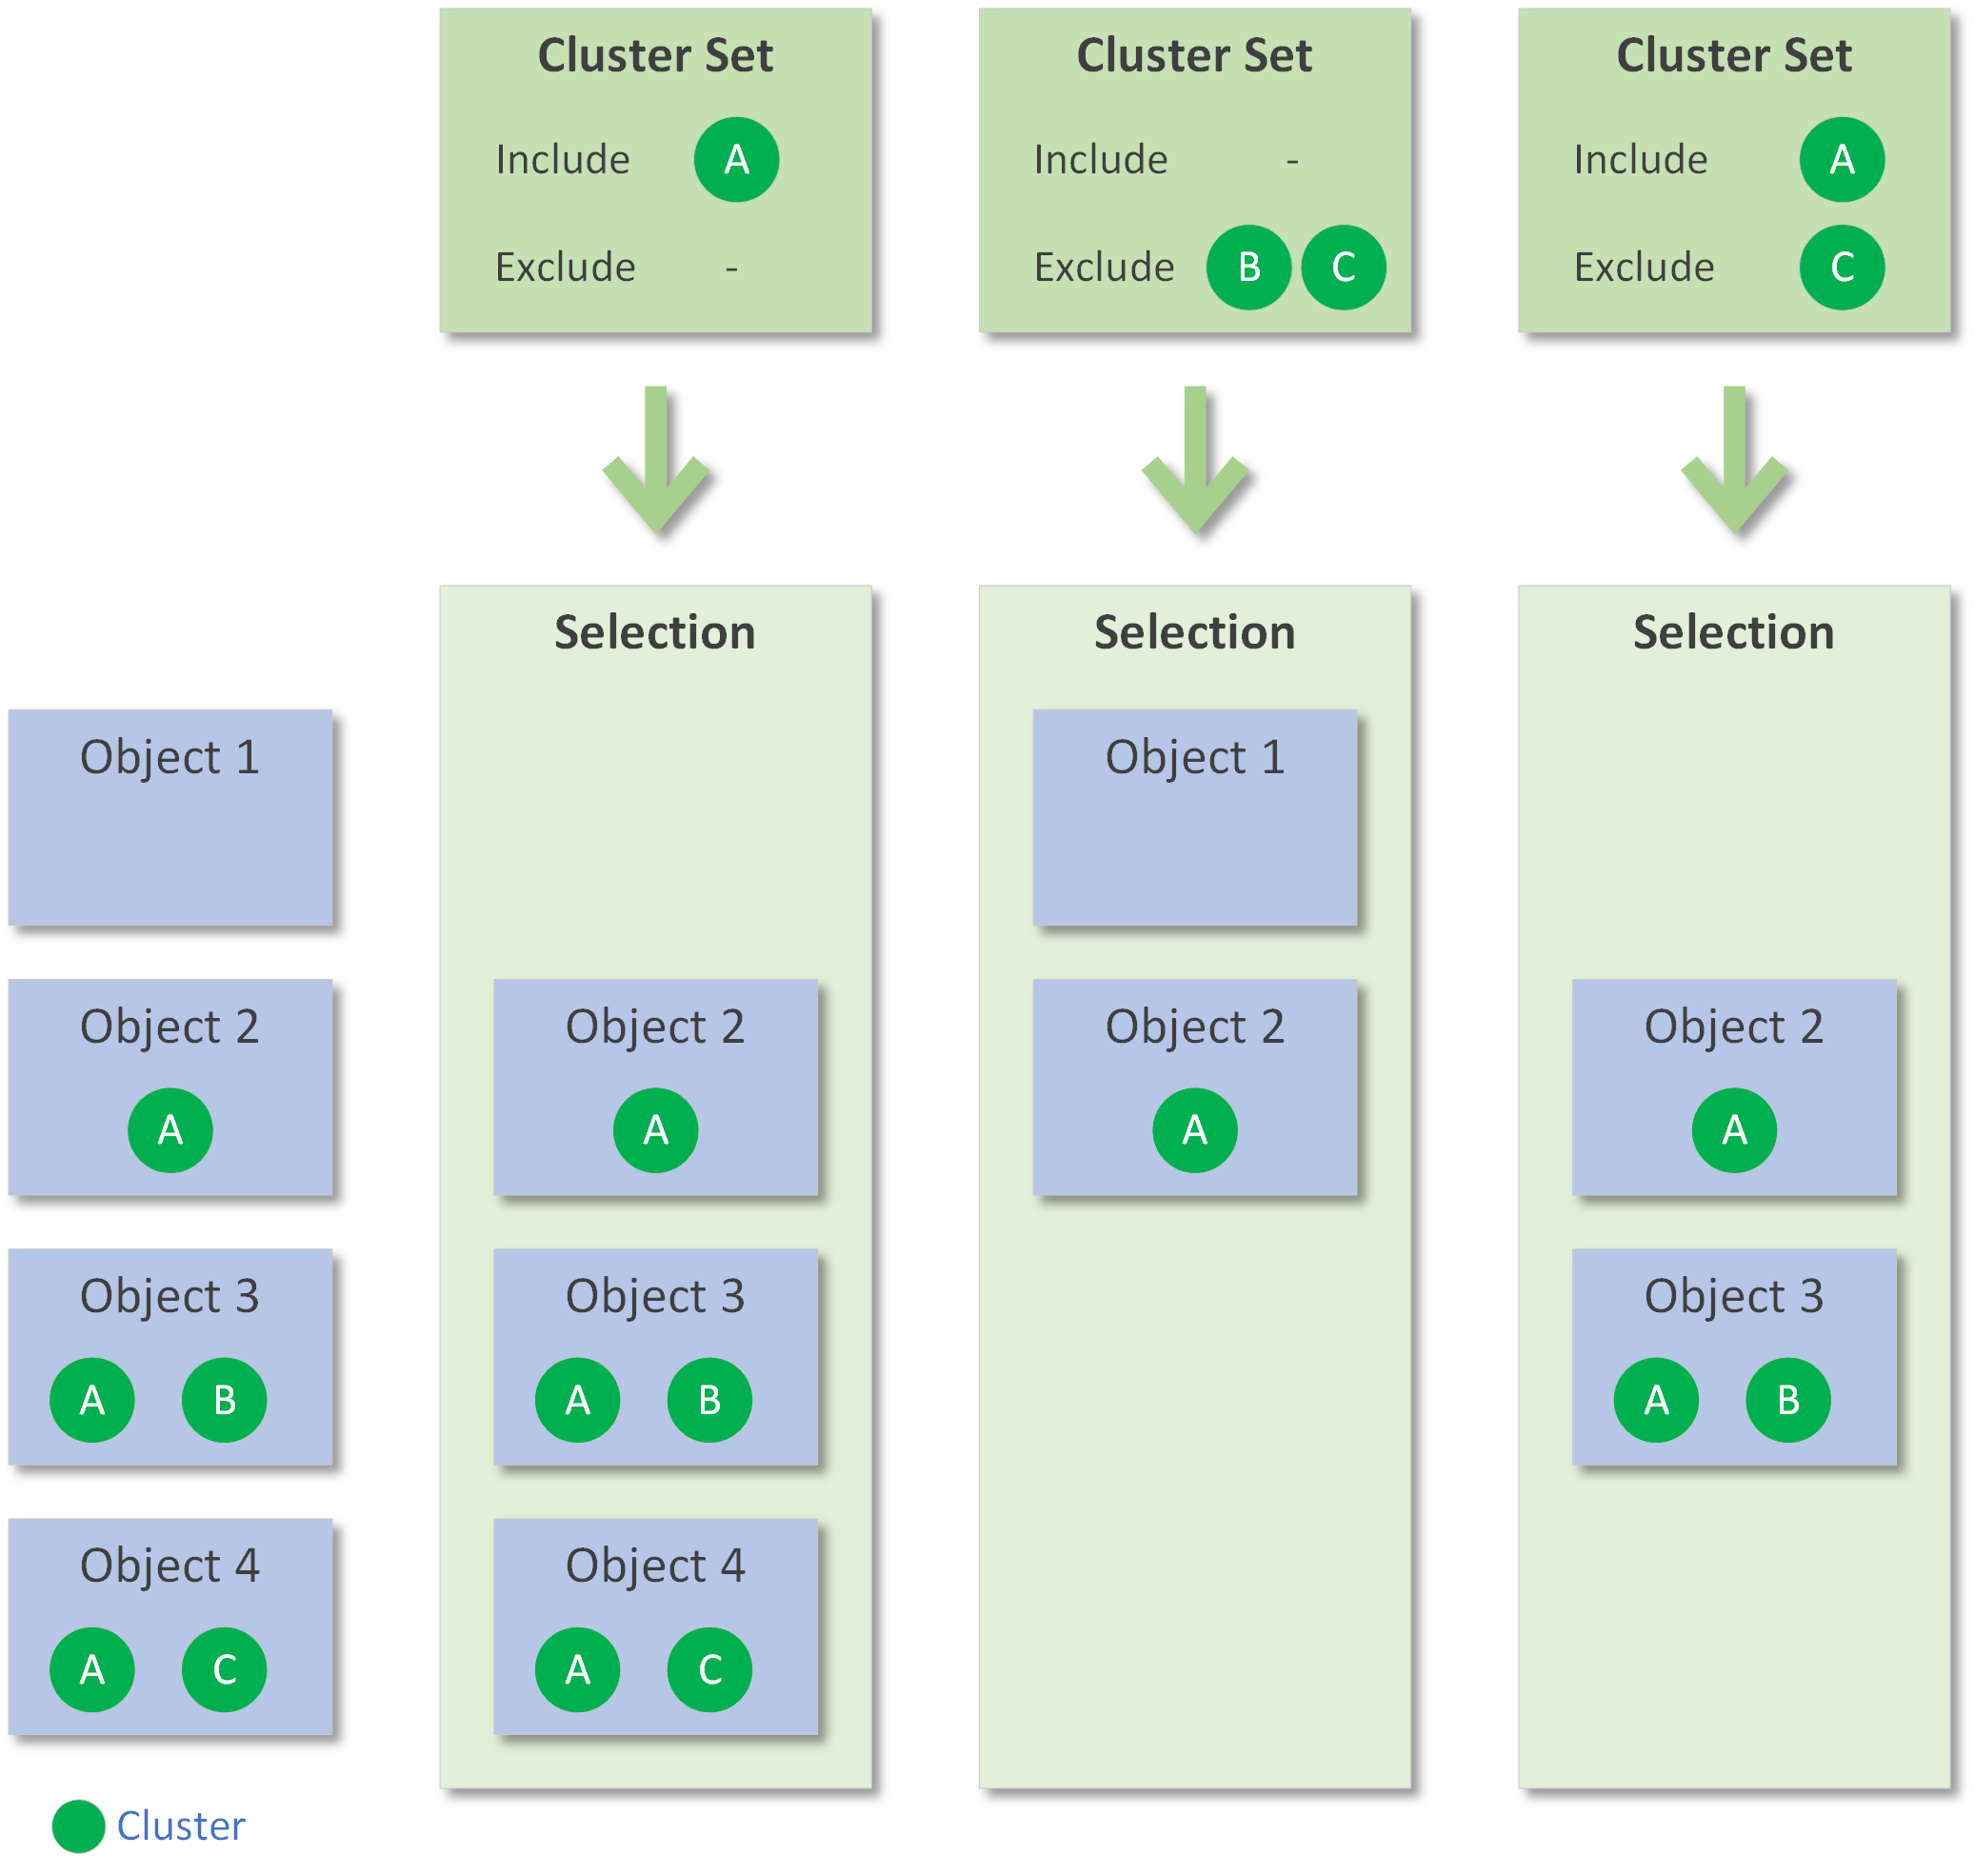 Cluster Set
Include A
Exclude -
Cluster Set
Include -
Exclude B C
Cluster Set
Include A
Exclude C
Object 1
Object 2
A
Object 3
A B
Object 4
A C
Selection
Object 2
A
Object 3
A B
Object 4
A C
Selection
Object 1
Object 2
A
Selection
Object 2
A
Object 3
A B
Cluster